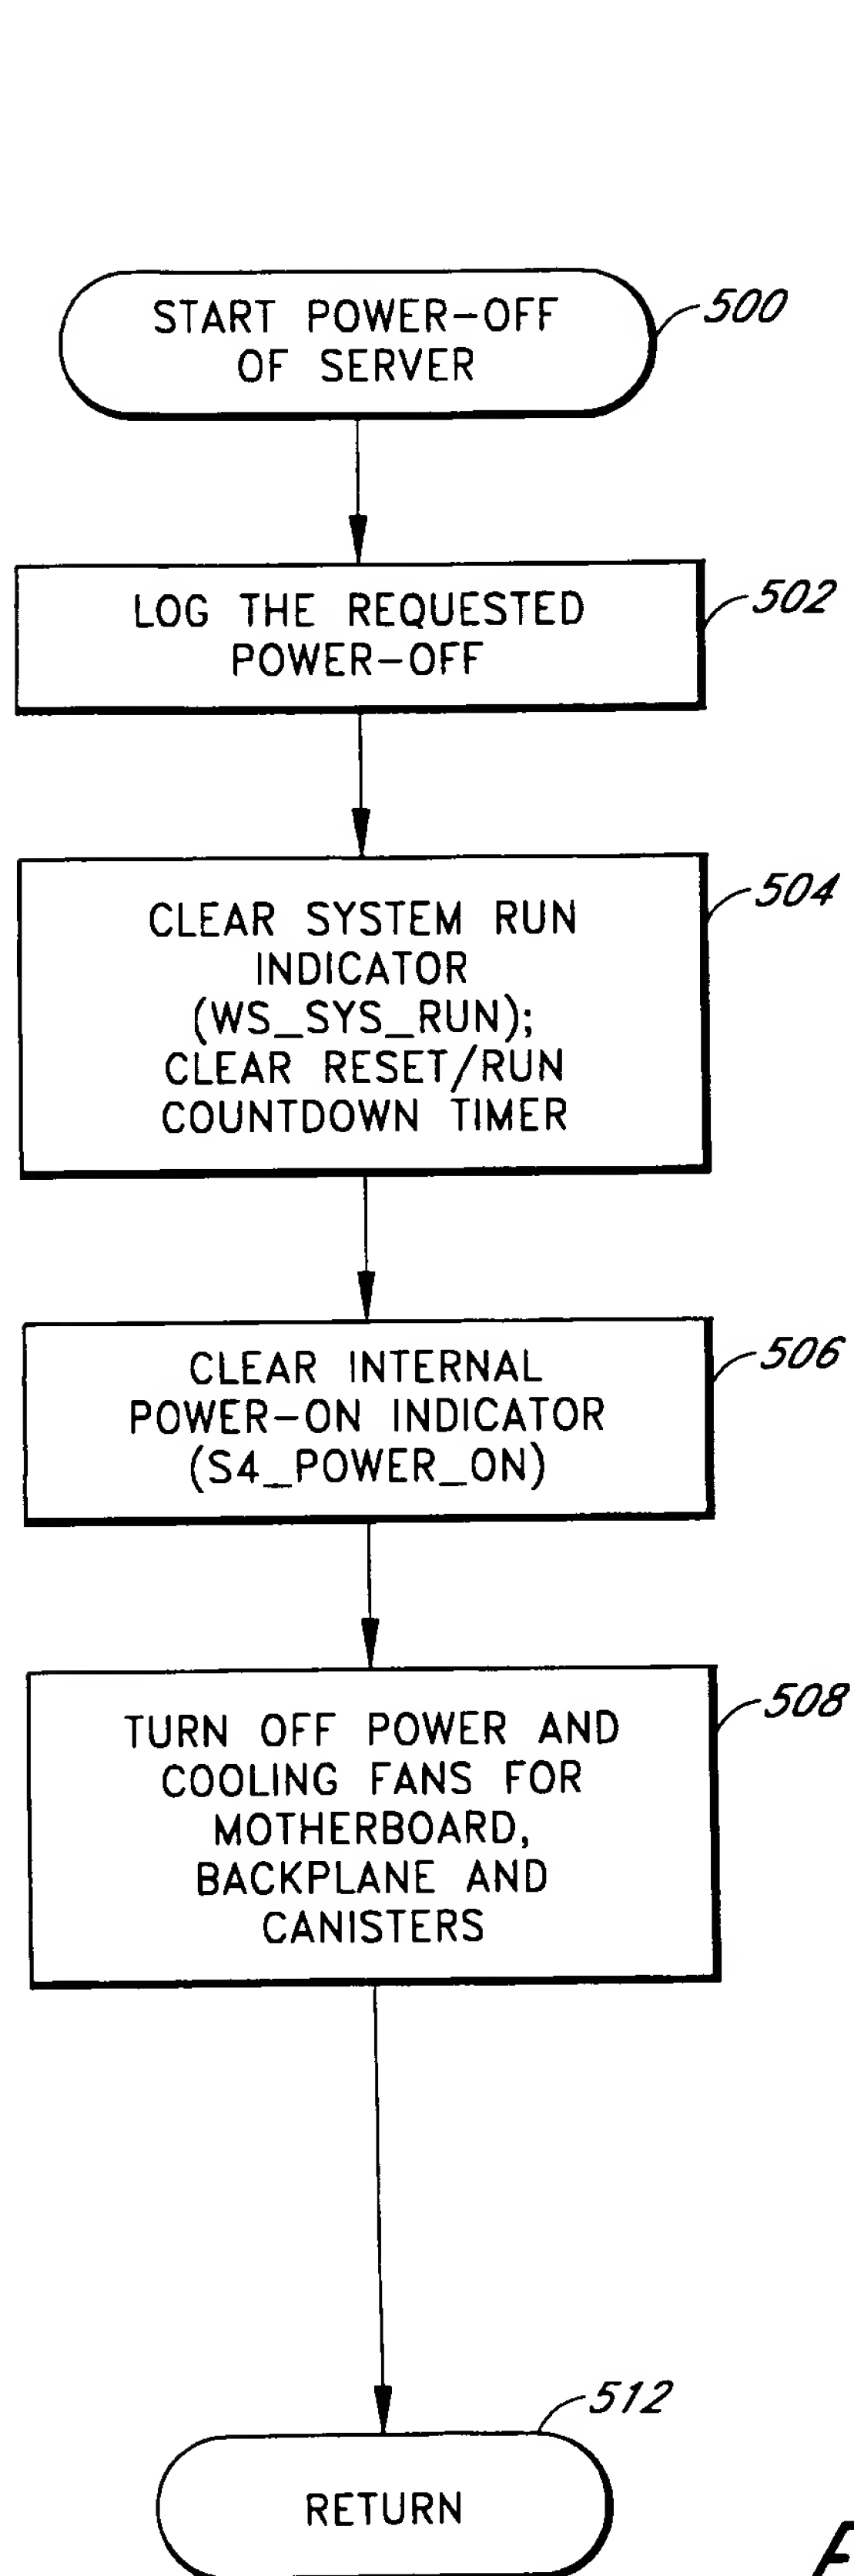 START POWER-OFF
OF SERVER
500
LOG THE REQUESTED
POWER-OFF
502
CLEAR SYSTEM RUN
INDICATOR
(WS_SYS_RUN);
CLEAR RESET/RUN
COUNTDOWN TIMER
504
CLEAR INTERNAL
POWER-ON INDICATOR
(S4_POWER_ON)
506
TURN OFF POWER AND
COOLING FANS FOR
MOTHERBOARD,
BACKPLANE AND
CANISTERS
508
512
RETURN